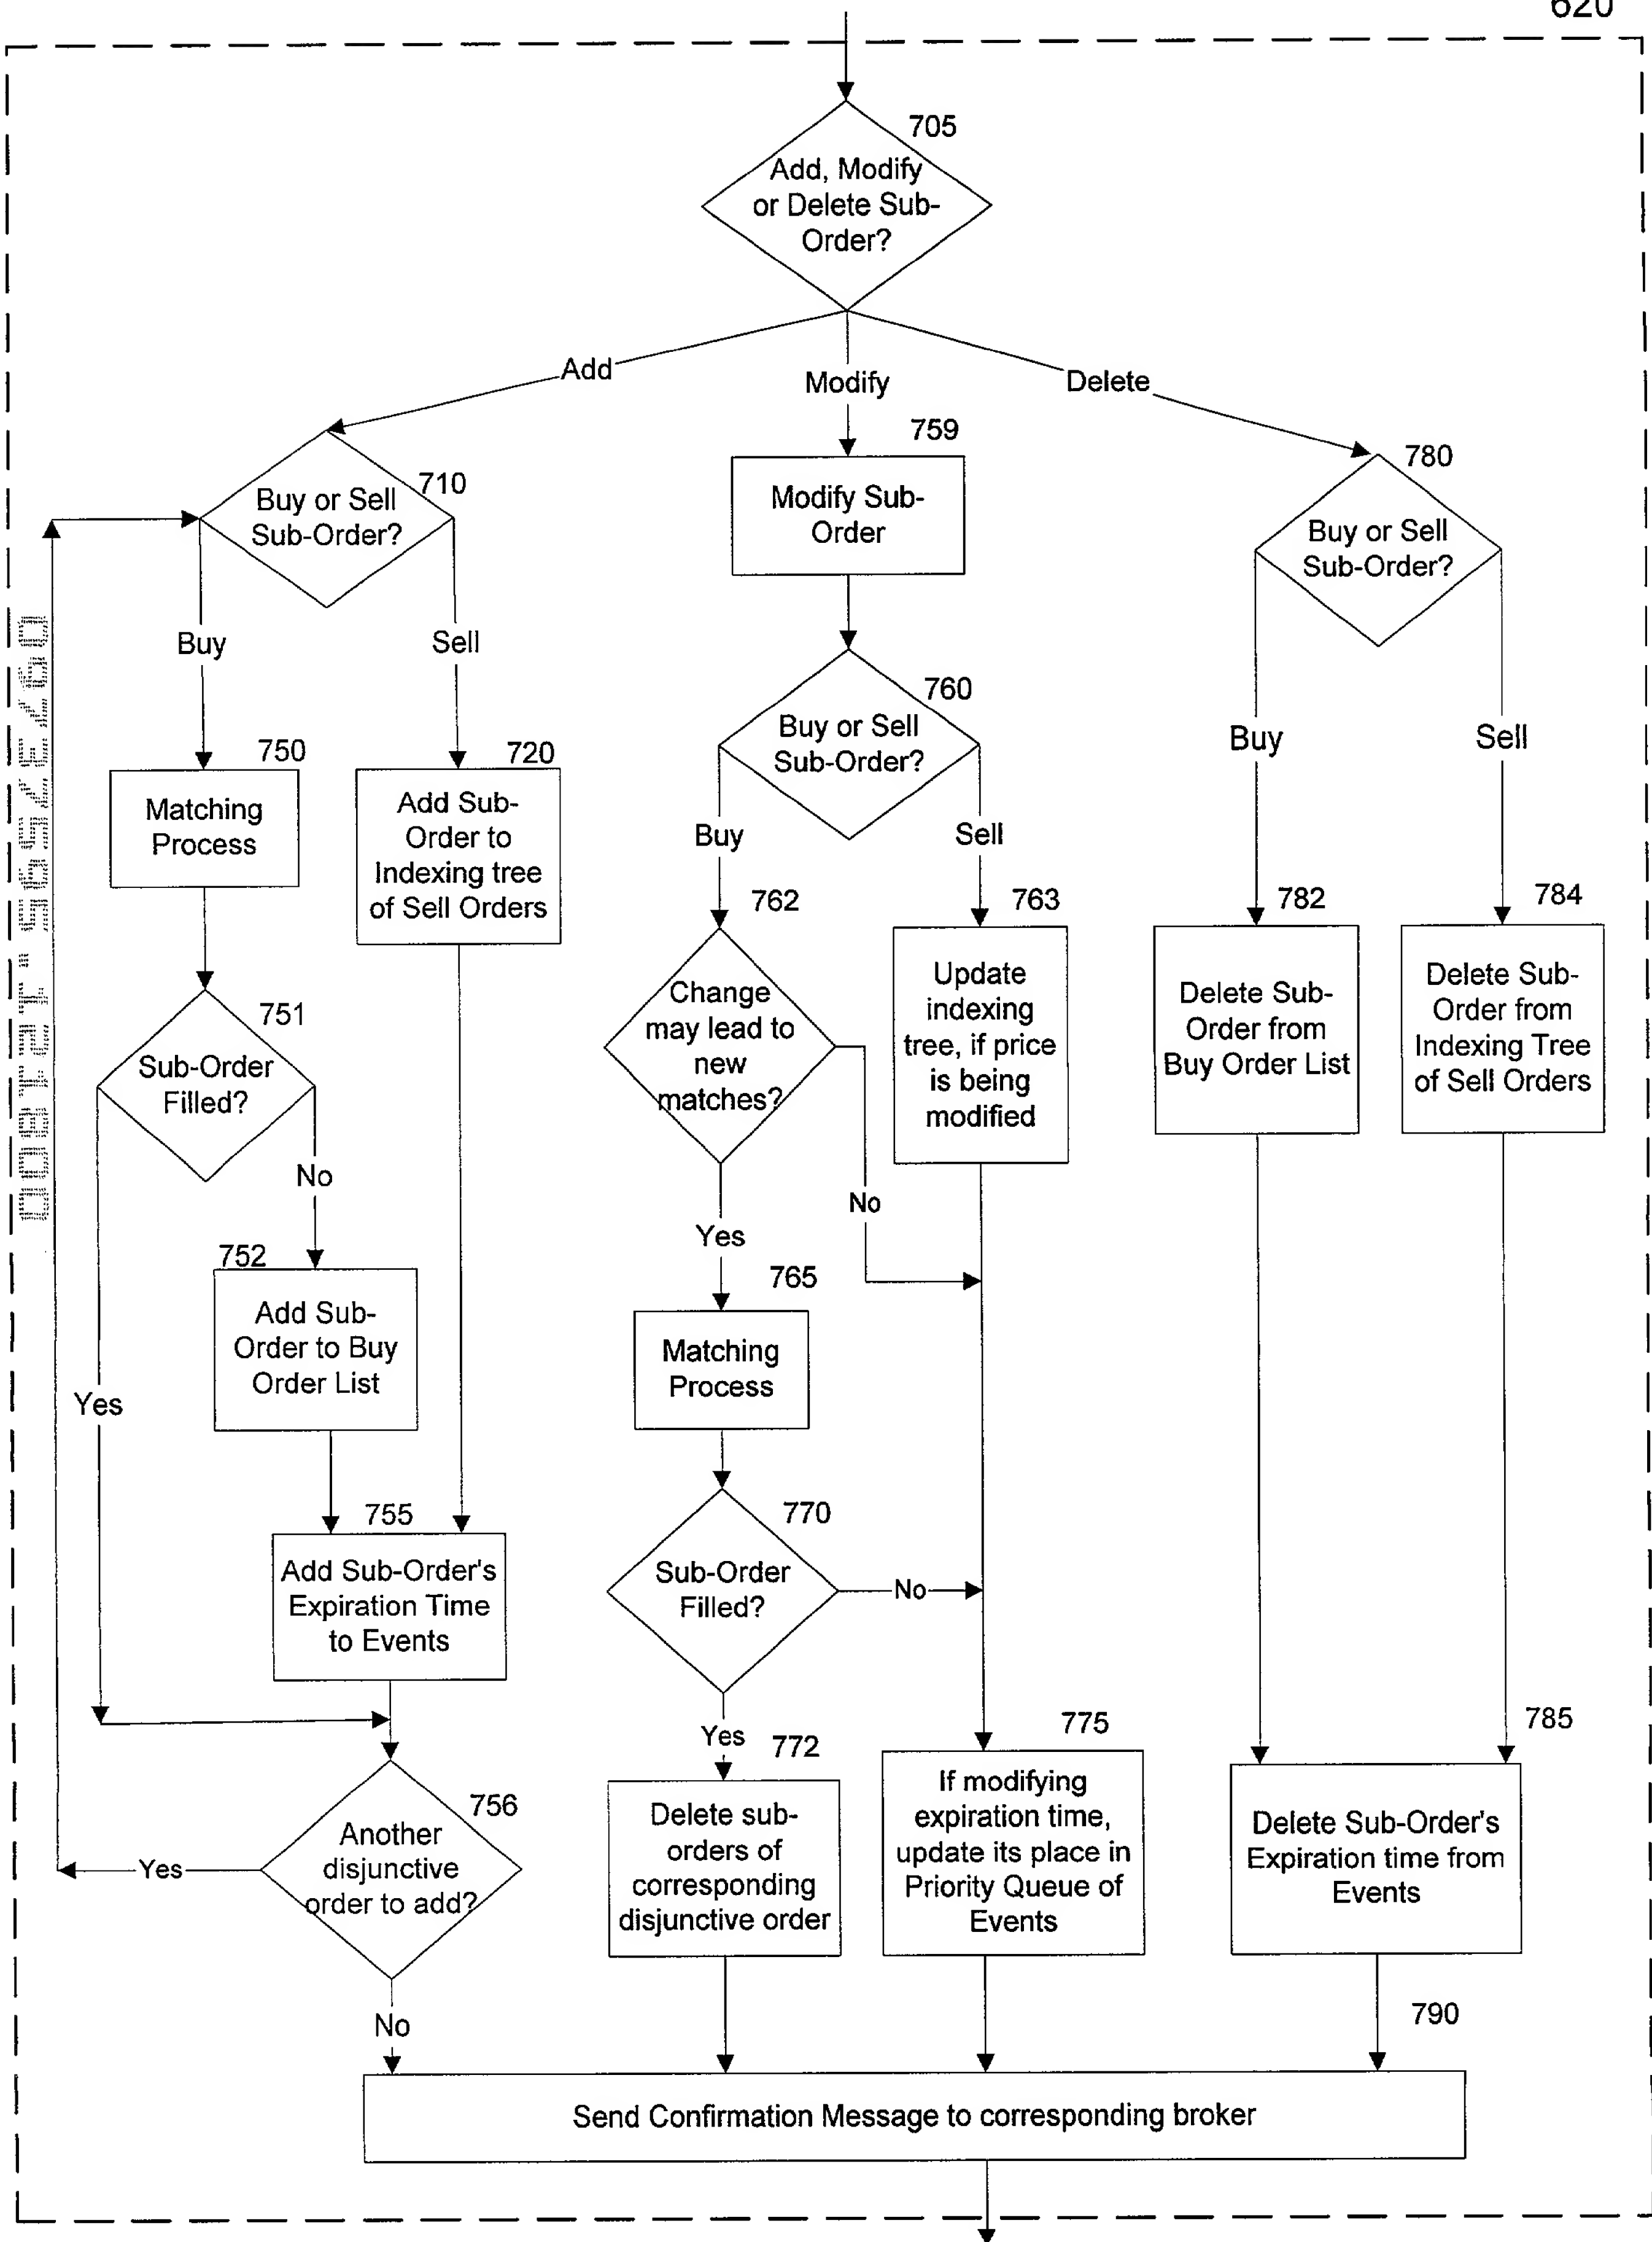 620
705
Add, Modify
or Delete Sub-
Order?
Add
Modify
Delete
710
Buy or Sell
Sub-Order?
759
Modify Sub-
Order
780
Buy or Sell
Sub-Order?
Buy
Sell
760
Buy or Sell
Sub-Order?
Buy
Sell
750
Matching
Process
720
Add Sub-
Order to
Indexing tree
of Sell Orders
Buy
Sell
762
Change
may lead to
new
matches?
763
Update
indexing
tree, if price
is being
modified
782
Delete Sub-
Order from
Buy Order List
784
Delete Sub-
Order from
Indexing Tree
of Sell Orders
751
Sub-Order
Filled?
No
Yes
No
Yes
752
Add Sub-
Order to Buy
Order List
765
Matching
Process
755
Add Sub-Order's
Expiration Time
to Events
770
Sub-Order
Filled?
No
Yes
756
Another
disjunctive
order to add?
Yes
No
772
Delete sub-
orders of
corresponding
disjunctive order
775
If modifying
expiration time,
update its place in
Priority Queue of
Events
785
Delete Sub-Order's
Expiration time from
Events
790
Send Confirmation Message to corresponding broker